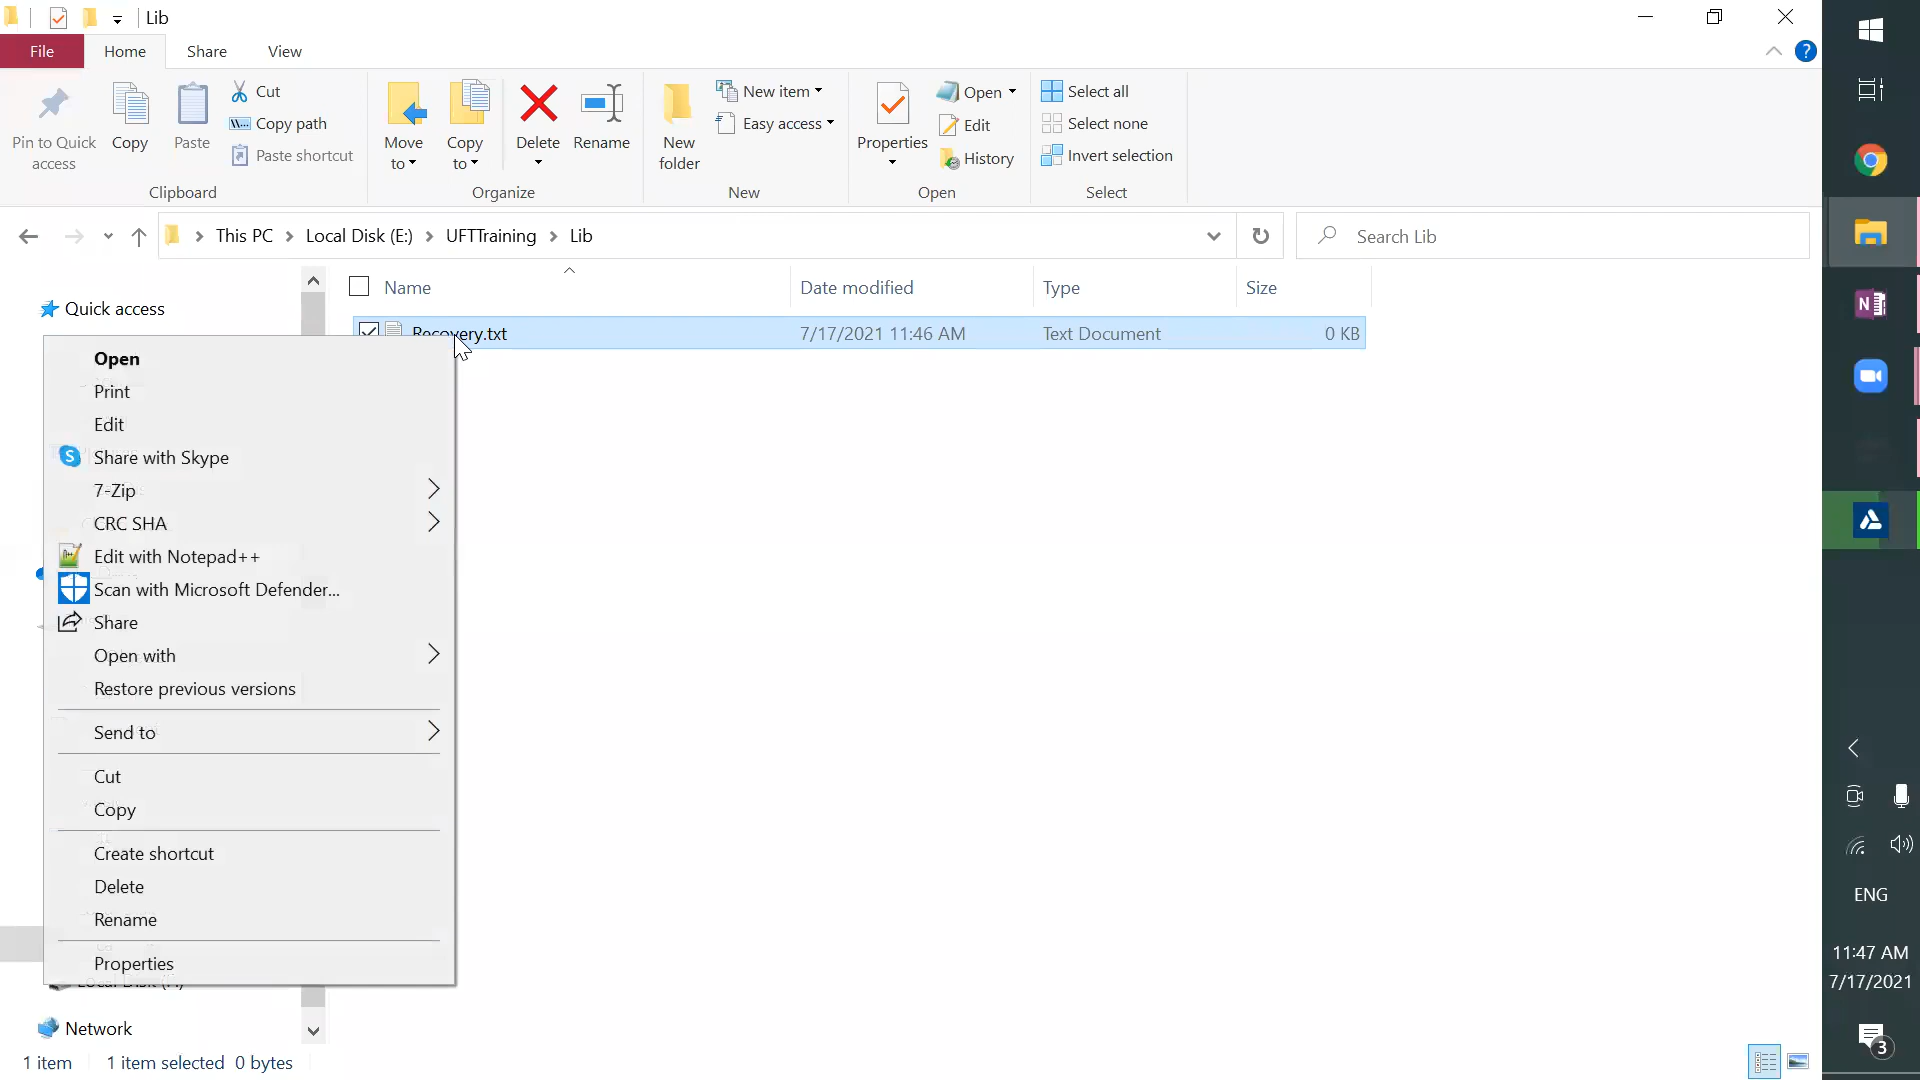 Lib
File
Home
Share
View
?
Pin to Quick
access
Copy
Paste
Cut
Copy path
Paste shortcut
Clipboard
Move
to
Copy
to
Delete
Rename
Organize
New
folder
New item
Easy access
New
Properties
Open
Edit
History
Open
Select all
Select none
Invert selection
Select
This PC
Local Disk (E:)
UFTTraining
Lib
Search Lib
Quick access
Name
Date modified
Type
Size
Recovery.txt
7/17/2021 11:46 AM
Text Document
0 KB
Open
Print
Edit
Share with Skype
7-Zip
CRC SHA
Edit with Notepad++
Scan with Microsoft Defender...
Share
Open with
Restore previous versions
Send to
Cut
Copy
Create shortcut
Delete
Rename
Properties
Network
1 item
1 item selected 0 bytes
ENG
11:47 AM
7/17/2021
3